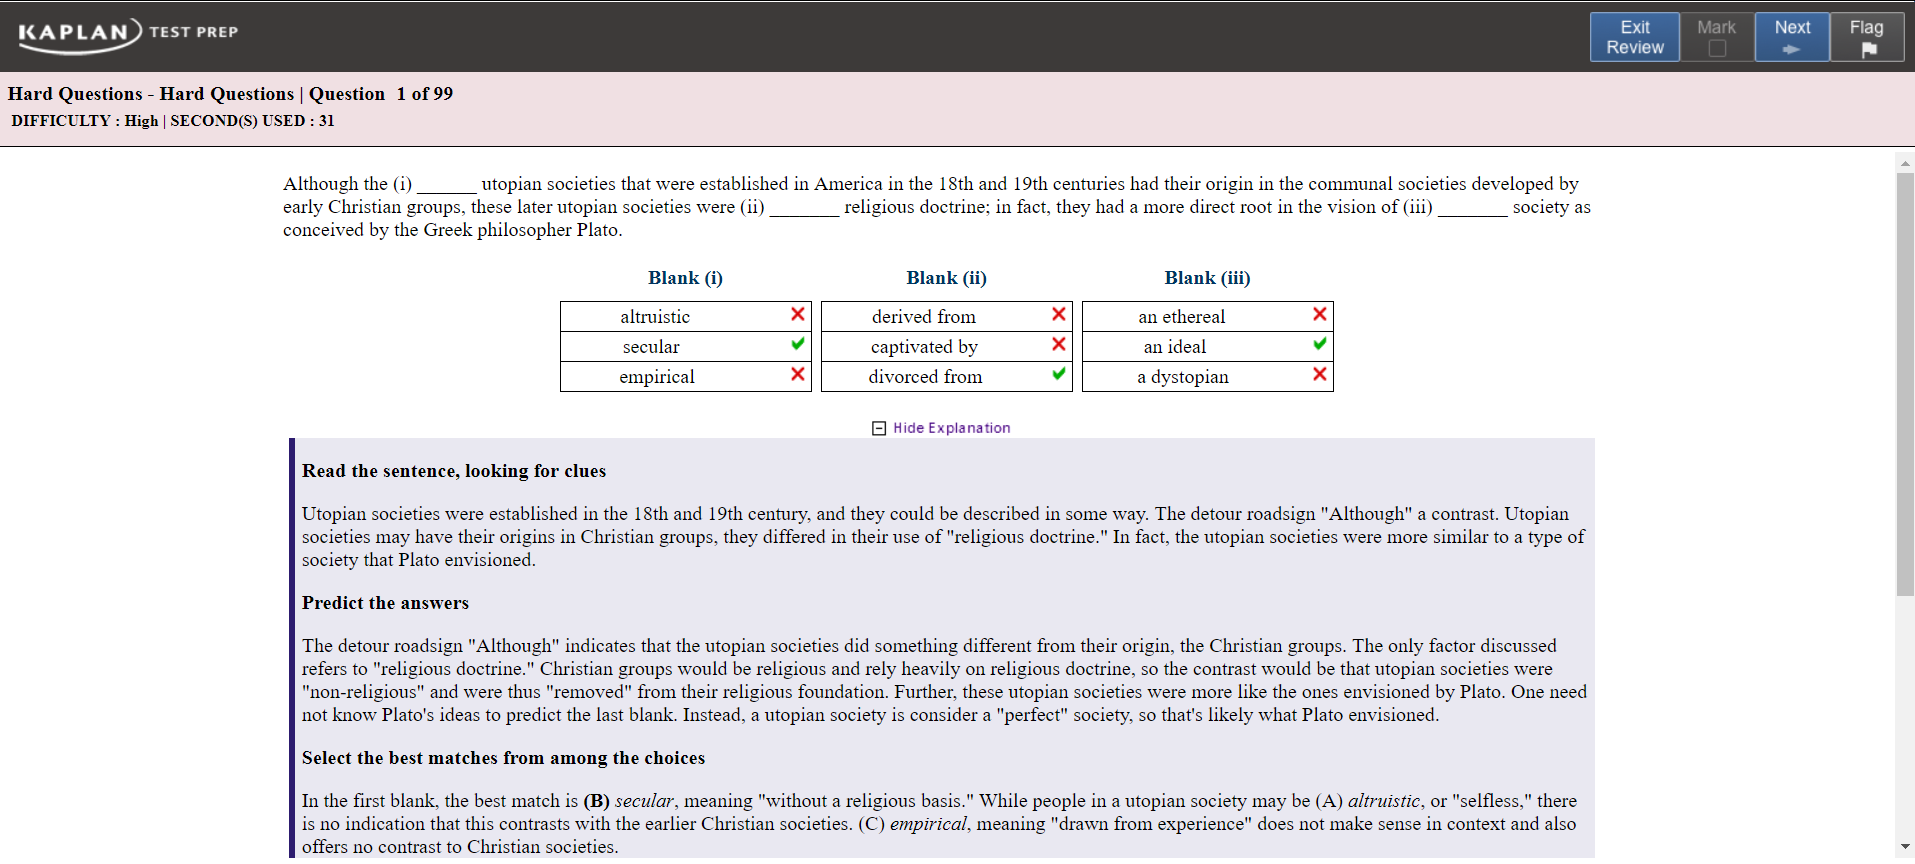 KAPLAN TEST PREP
Exit Review
Mark
Next
Flag
Hard Questions - Hard Questions | Question 1 of 99
DIFFICULTY : High | SECOND(S) USED : 31
Although the (i) ______ utopian societies that were established in America in the 18th and 19th centuries had their origin in the communal societies developed by
early Christian groups, these later utopian societies were (ii) _______ religious doctrine; in fact, they had a more direct root in the vision of (iii) _______ society as
conceived by the Greek philosopher Plato.
Blank (i) Blank (ii) Blank (iii)
altruistic derived from an ethereal
secular captivated by an ideal
empirical divorced from a dystopian
Hide Explanation
Read the sentence, looking for clues
Utopian societies were established in the 18th and 19th century, and they could be described in some way. The detour roadsign "Although" a contrast. Utopian
societies may have their origins in Christian groups, they differed in their use of "religious doctrine." In fact, the utopian societies were more similar to a type of
society that Plato envisioned.
Predict the answers
The detour roadsign "Although" indicates that the utopian societies did something different from their origin, the Christian groups. The only factor discussed
refers to "religious doctrine." Christian groups would be religious and rely heavily on religious doctrine, so the contrast would be that utopian societies were
"non-religious" and were thus "removed" from their religious foundation. Further, these utopian societies were more like the ones envisioned by Plato. One need
not know Plato's ideas to predict the last blank. Instead, a utopian society is consider a "perfect" society, so that's likely what Plato envisioned.
Select the best matches from among the choices
In the first blank, the best match is (B) secular, meaning "without a religious basis." While people in a utopian society may be (A) altruistic, or "selfless," there
is no indication that this contrasts with the earlier Christian societies. (C) empirical, meaning "drawn from experience" does not make sense in context and also
offers no contrast to Christian societies.